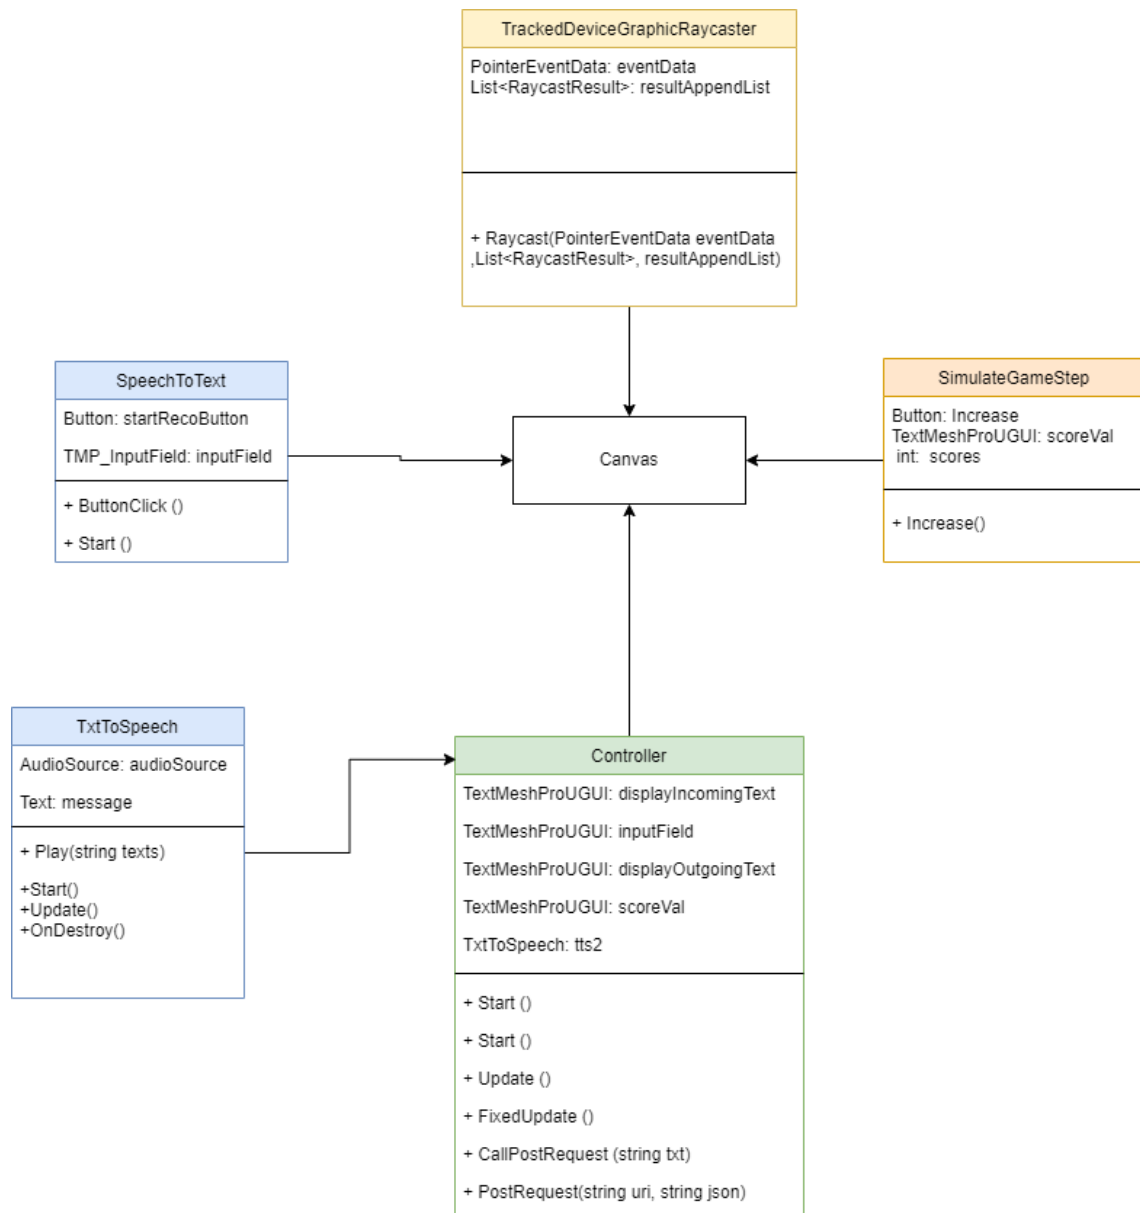 TrackedDeviceGraphicRaycaster
PointerEventData: eventData
List<RaycastResult>: resultAppendList
+ Raycast(PointerEventData eventData
,List<RaycastResult>, resultAppendList)
SpeechToText
Button: startRecoButton
TMP_InputField: inputField
+ ButtonClick ()
+ Start ()
Canvas
SimulateGameStep
Button: Increase
TextMeshProUGUI: scoreVal
int: scores
+ Increase()
TxtToSpeech
AudioSource: audioSource
Text: message
+ Play(string texts)
+Start()
+Update()
+OnDestroy()
Controller
TextMeshProUGUI: displayIncomingText
TextMeshProUGUI: inputField
TextMeshProUGUI: displayOutgoingText
TextMeshProUGUI: scoreVal
TxtToSpeech: tts2
+ Start ()
+ Start ()
+ Update ()
+ FixedUpdate ()
+ CallPostRequest (string txt)
+ PostRequest(string uri, string json)